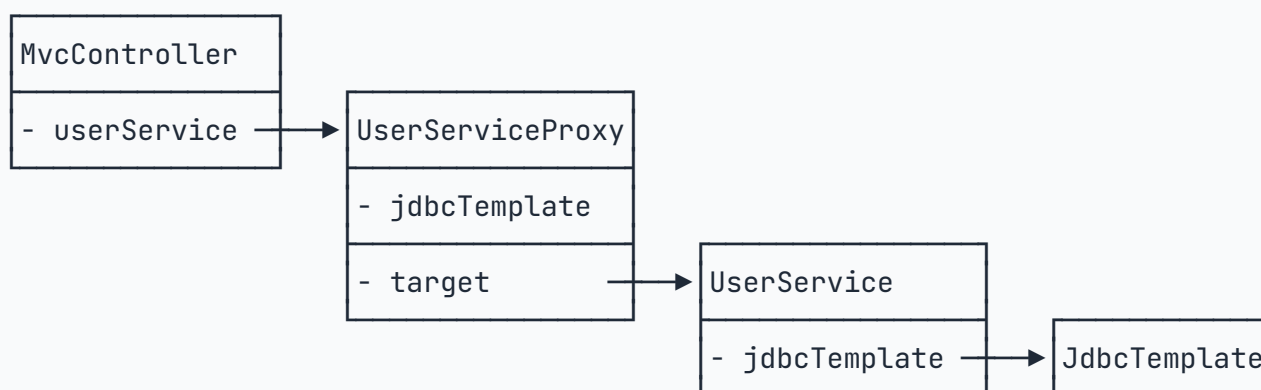 MvcController
- userService
UserServiceProxy
- jdbcTemplate
- target
UserService
- jdbcTemplate
JdbcTemplate